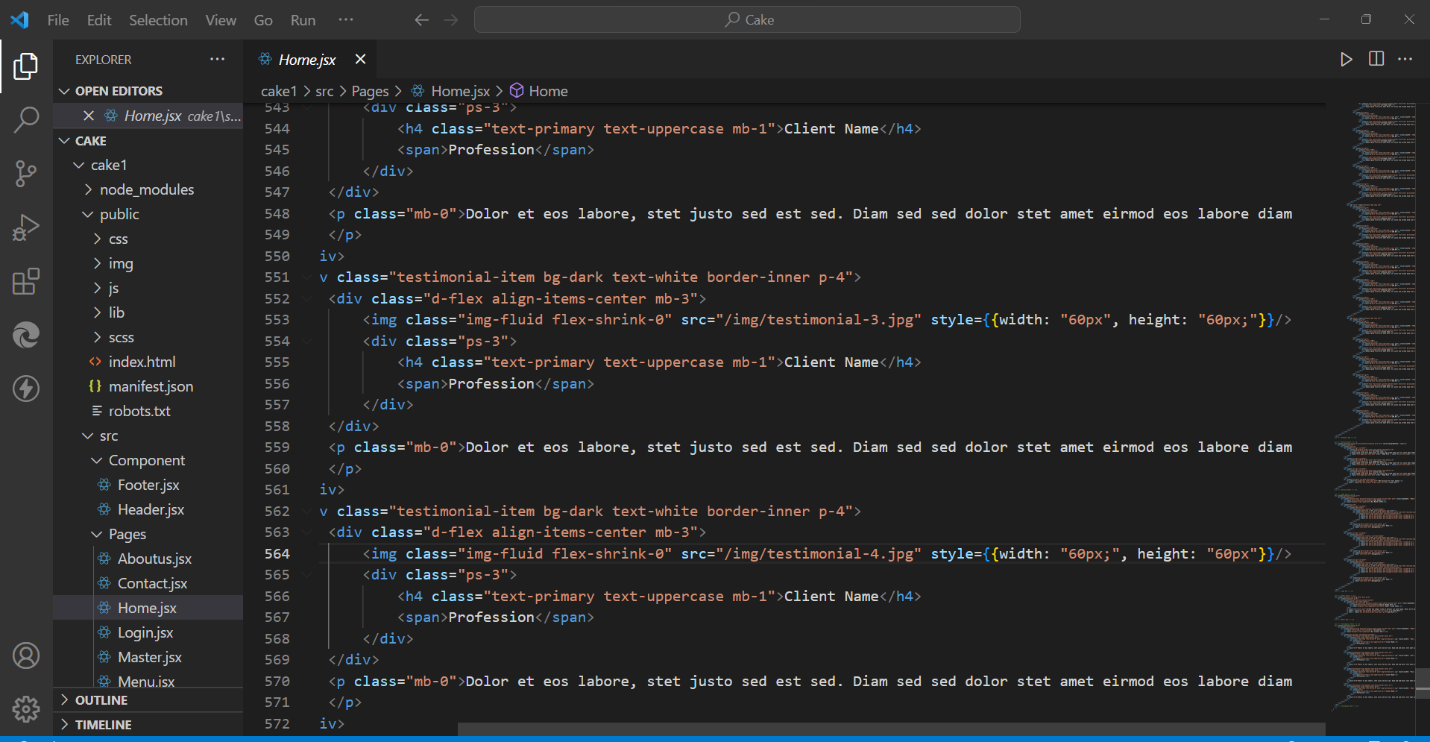 File Edit Selection View Go Run ··· Cake
EXPLORER ···
OPEN EDITORS
Home.jsx cake1\s...
CAKE
cake1
node_modules
public
css
img
js
lib
scss
index.html
manifest.json
robots.txt
src
Component
Footer.jsx
Header.jsx
Pages
Aboutus.jsx
Contact.jsx
Home.jsx
Login.jsx
Master.jsx
Menu.jsx
OUTLINE
TIMELINE
Home.jsx
cake1 > src > Pages > Home.jsx > Home
543 <div class="ps-3">
544 <h4 class="text-primary text-uppercase mb-1">Client Name</h4>
545 <span>Profession</span>
546 </div>
547 </div>
548 <p class="mb-0">Dolor et eos labore, stet justo sed est sed. Diam sed sed dolor stet amet eirmod eos labore diam
549 </p>
550 iv>
551 v class="testimonial-item bg-dark text-white border-inner p-4">
552 <div class="d-flex align-items-center mb-3">
553 <img class="img-fluid flex-shrink-0" src="/img/testimonial-3.jpg" style={{width: "60px", height: "60px;"}}/>
554 <div class="ps-3">
555 <h4 class="text-primary text-uppercase mb-1">Client Name</h4>
556 <span>Profession</span>
557 </div>
558 </div>
559 <p class="mb-0">Dolor et eos labore, stet justo sed est sed. Diam sed sed dolor stet amet eirmod eos labore diam
560 </p>
561 iv>
562 v class="testimonial-item bg-dark text-white border-inner p-4">
563 <div class="d-flex align-items-center mb-3">
564 <img class="img-fluid flex-shrink-0" src="/img/testimonial-4.jpg" style={{width: "60px;", height: "60px"}}/>
565 <div class="ps-3">
566 <h4 class="text-primary text-uppercase mb-1">Client Name</h4>
567 <span>Profession</span>
568 </div>
569 </div>
570 <p class="mb-0">Dolor et eos labore, stet justo sed est sed. Diam sed sed dolor stet amet eirmod eos labore diam
571 </p>
572 iv>